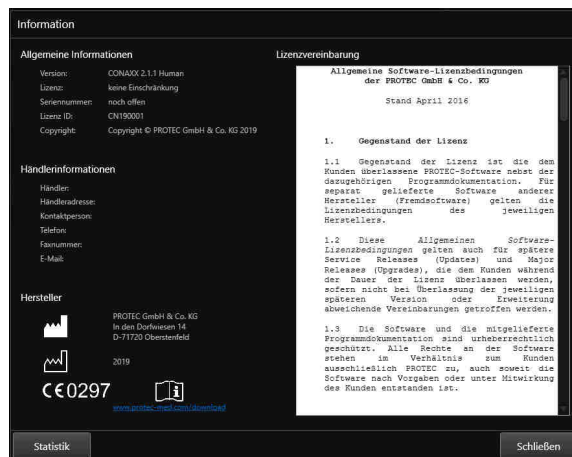 Information
Allgemeine Informationen
Version: CONAXX 2.1.1 Human
Lizenz: keine Einschränkung
Seriennummer: noch offen
Lizenz ID: CN190001
Copyright: Copyright © PROTEC GmbH & Co. KG 2019
Händlerinformationen
Händler:
Händleradresse:
Kontaktperson:
Telefon:
Faxnummer:
E-Mail:
Hersteller
PROTEC GmbH & Co. KG
In den Dorfwiesen 14
D-71720 Oberstenfeld
2019
CE0297
www.protec-med.com/download
Lizenzvereinbarung
Allgemeine Software-Lizenzbedingungen
der PROTEC GmbH & Co. KG
Stand April 2016
1. Gegenstand der Lizenz
1.1 Gegenstand der Lizenz ist die dem
Kunden überlassene PROTEC-Software nebst der
dazugehörigen Programmdokumentation. Für
separat gelieferte Software anderer
Hersteller (Fremdsoftware) gelten die
Lizenzbedingungen des jeweiligen
Herstellers.
1.2 Diese Allgemeinen Software-
Lizenzbedingungen gelten auch für spätere
Service Releases (Updates) und Major
Releases (Upgrades), die dem Kunden während
der Dauer der Lizenz überlassen werden,
sofern nicht bei Überlassung der jeweiligen
späteren Version oder Erweiterung
abweichende Vereinbarungen getroffen werden.
1.3 Die Software und die mitgelieferte
Programmdokumentation sind urheberrechtlich
geschützt. Alle Rechte an der Software
stehen im Verhältnis zum Kunden
ausschließlich PROTEC zu, auch soweit die
Software nach Vorgaben oder unter Mitwirkung
des Kunden entstanden ist.
Statistik
Schließen